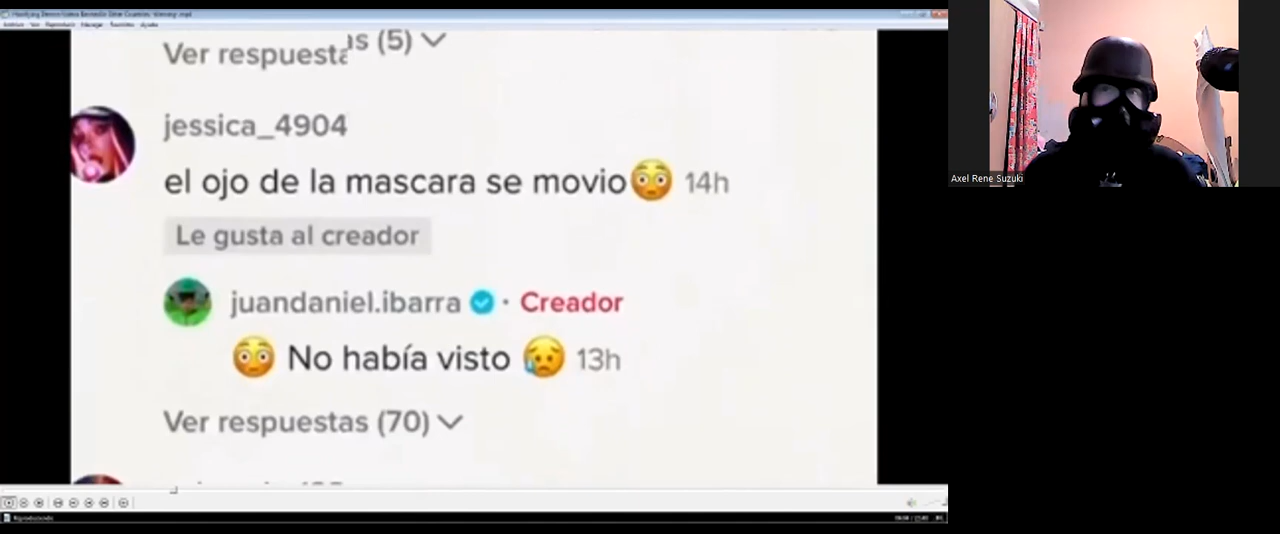 Ver respuestas (5)
jessica_4904
el ojo de la mascara se movio😳 14h
Le gusta al creador
juandaniel.ibarra · Creador
😳 No había visto 😥 13h
Ver respuestas (70)
Axel Rene Suzuki